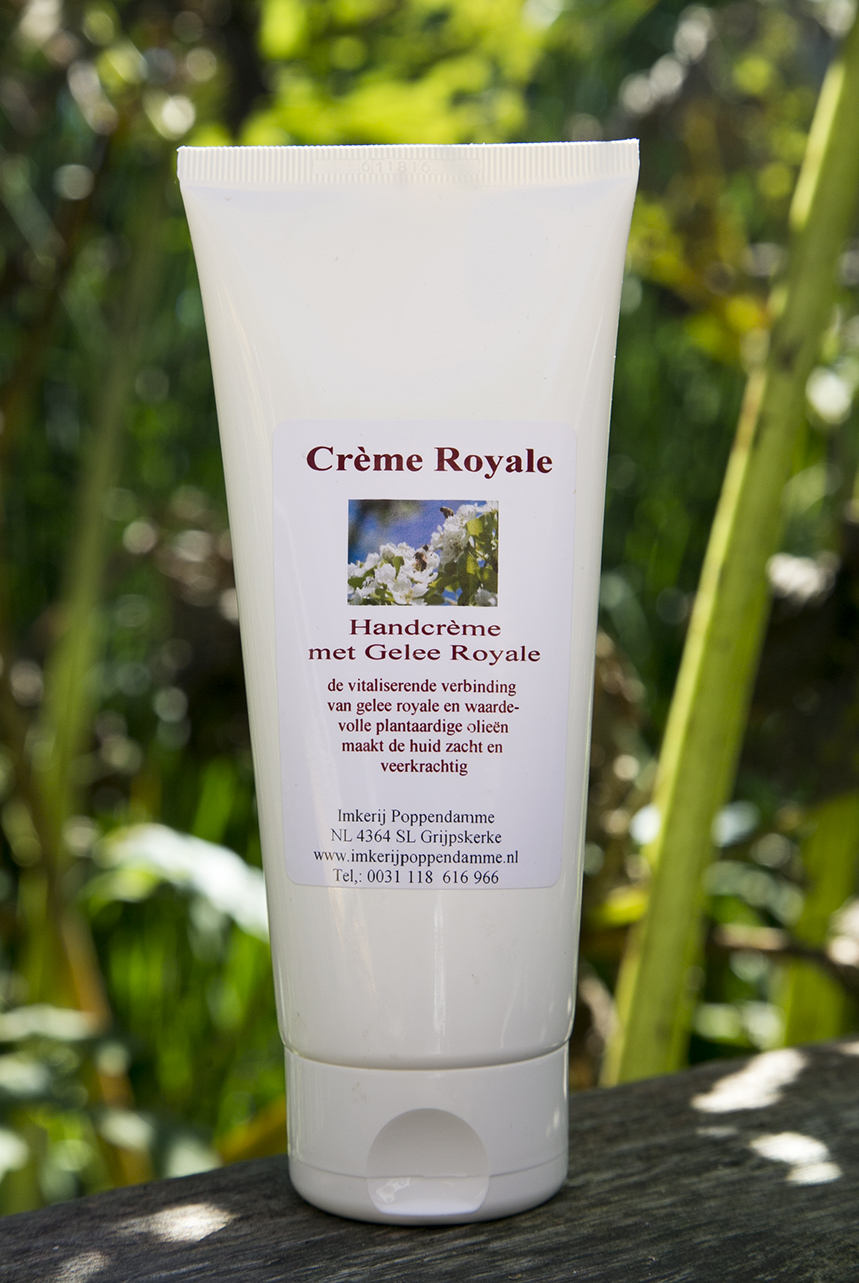 Crème Royale
Handcrème
met Gelee Royale
de vitaliserende verbinding
van gelee royale en waarde-
volle plantaardige olieën
maakt de huid zacht en
veerkrachtig
Imkerij Poppendamme
NL 4364 SL Grijpskerke
www.imkerijpoppendamme.nl
Tel,: 0031 118 616 966